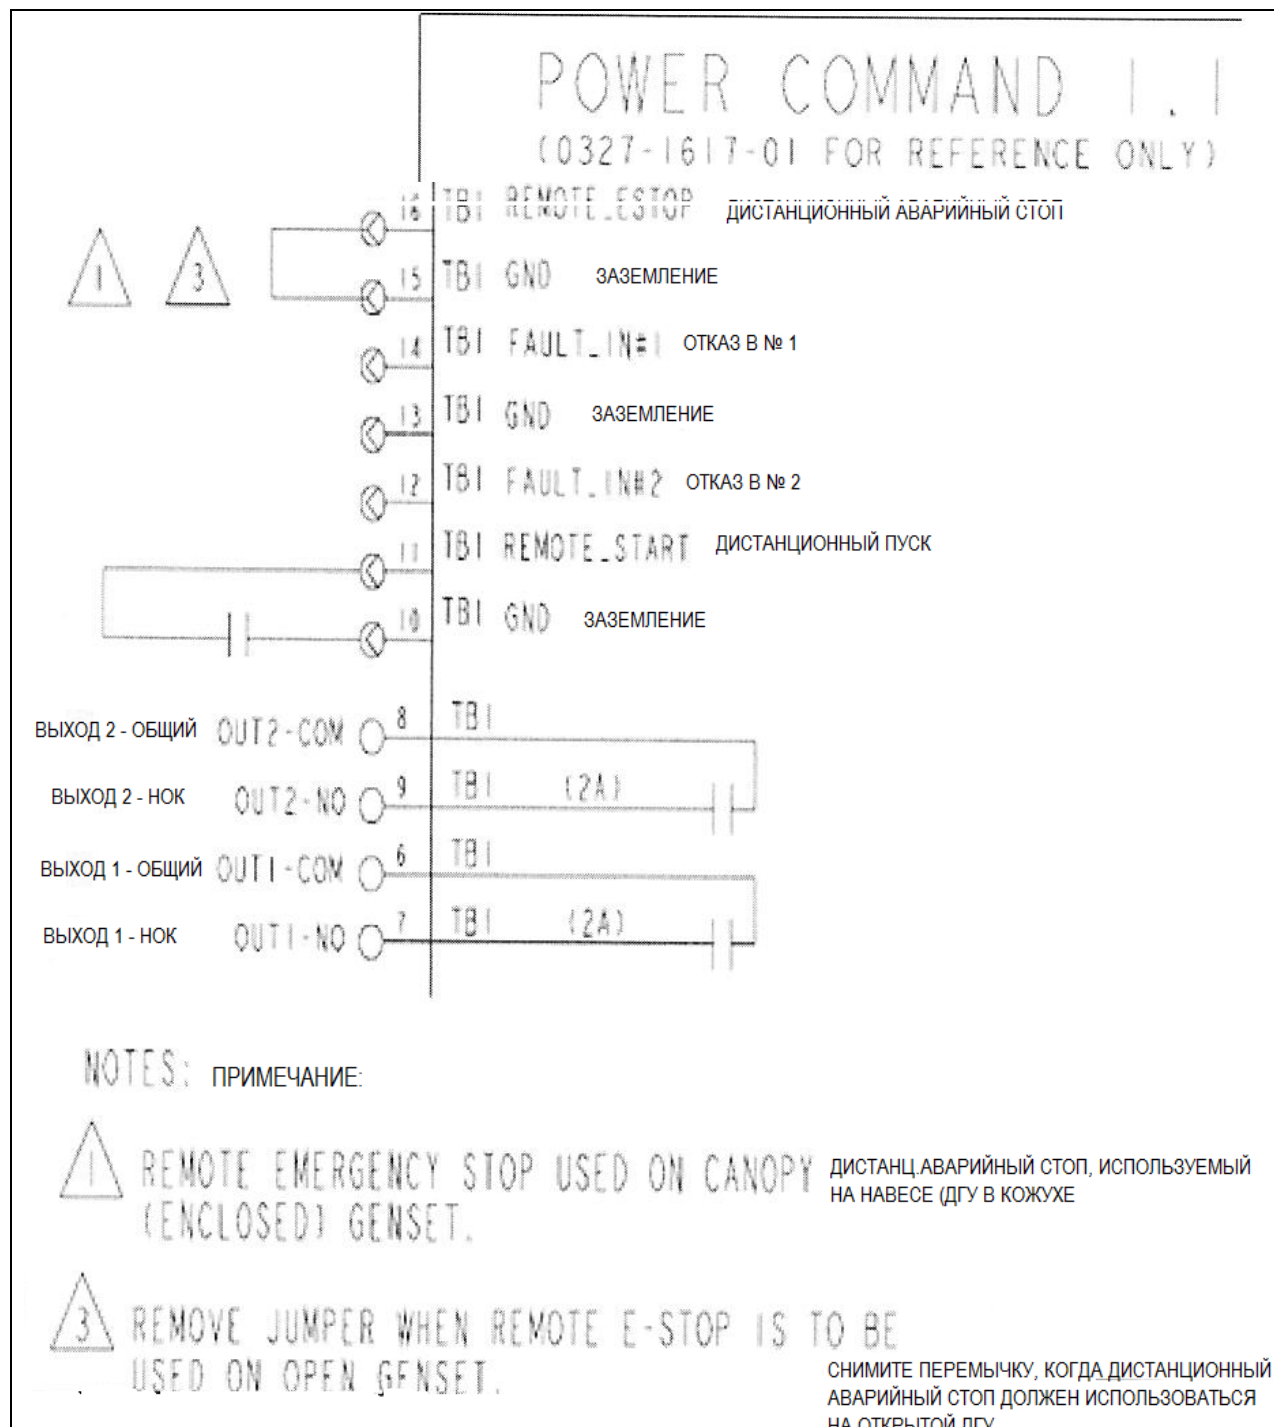 POWER COMMAND 1.1
(0327-1617-01 FOR REFERENCE ONLY)
16 TB1 REMOTE_ESTOP ДИСТАНЦИОННЫЙ АВАРИЙНЫЙ СТОП
1 3
15 TB1 GND ЗАЗЕМЛЕНИЕ
14 TB1 FAULT_IN#1 ОТКАЗ В № 1
13 TB1 GND ЗАЗЕМЛЕНИЕ
12 TB1 FAULT_IN#2 ОТКАЗ В № 2
11 TB1 REMOTE_START ДИСТАНЦИОННЫЙ ПУСК
10 TB1 GND ЗАЗЕМЛЕНИЕ
ВЫХОД 2 - ОБЩИЙ OUT2-COM 8 TB1
ВЫХОД 2 - НОК OUT2-NO 9 TB1 (2A)
ВЫХОД 1 - ОБЩИЙ OUT1-COM 6 TB1
ВЫХОД 1 - НОК OUT1-NO 7 TB1 (2A)
NOTES: ПРИМЕЧАНИЕ:
1 REMOTE EMERGENCY STOP USED ON CANOPY
(ENCLOSED) GENSET.
ДИСТАНЦ.АВАРИЙНЫЙ СТОП, ИСПОЛЬЗУЕМЫЙ
НА НАВЕСЕ (ДГУ В КОЖУХЕ
3 REMOVE JUMPER WHEN REMOTE E-STOP IS TO BE
USED ON OPEN GENSET.
СНИМИТЕ ПЕРЕМЫЧКУ, КОГДА ДИСТАНЦИОННЫЙ
АВАРИЙНЫЙ СТОП ДОЛЖЕН ИСПОЛЬЗОВАТЬСЯ
НА ОТКРЫТОЙ ДГУ